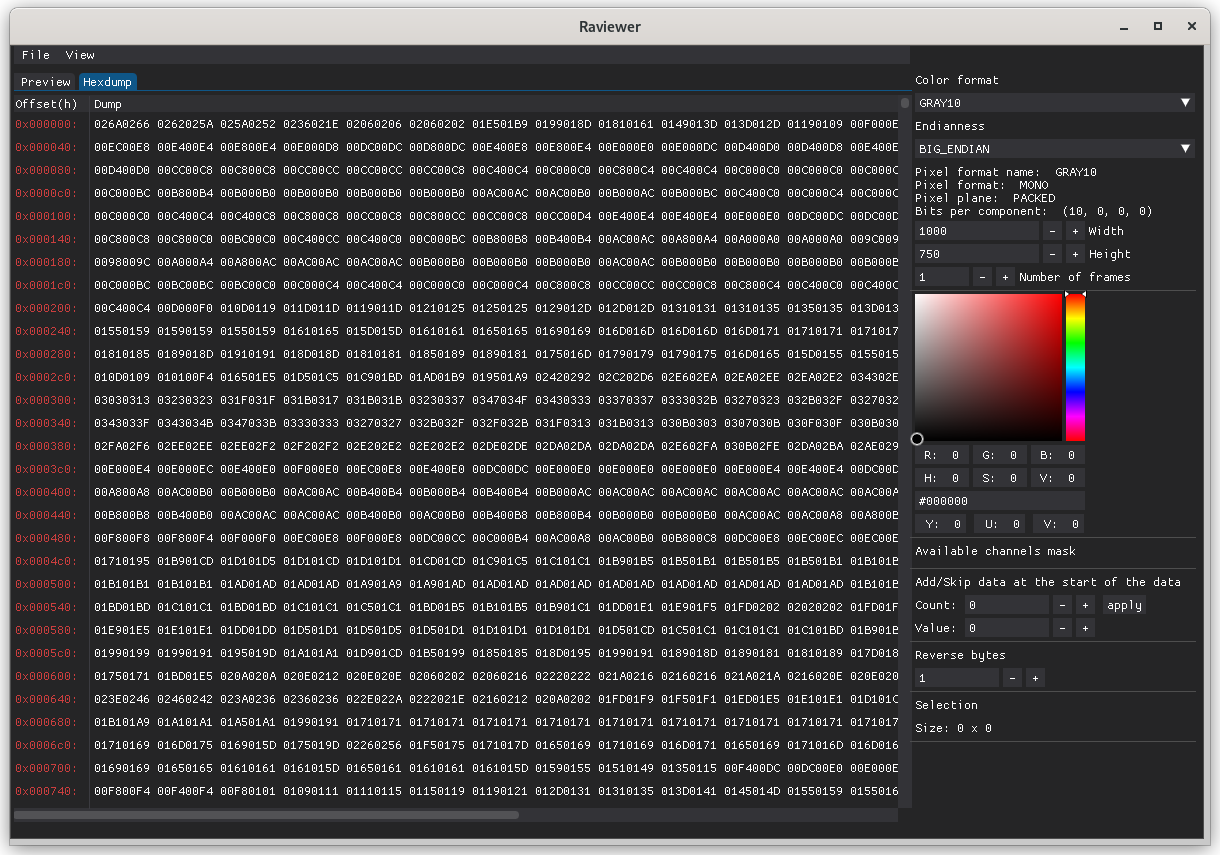 Raviewer
File View
Preview Hexdump
Offset(h) Dump
0x000000: 026A0266 0262025A 025A0252 0236021E 02060206 02060202 01E501B9 0199018D 01810161 0149013D 013D012D 01190109 00F000E
0x000040: 00EC00E8 00E400E4 00E800E4 00E000D8 00DC00DC 00D800DC 00E400E8 00E800E4 00E000E0 00E000DC 00D400D0 00D400D8 00E400E
0x000080: 00D400D0 00CC00C8 00C800C8 00CC00CC 00CC00CC 00C800C8 00C800C4 00C400C4 00C000C0 00C000C0 00C000C0 00C000C8 00C000C
0x0000c0: 00C000BC 00B800B4 00B000B0 00B000B0 00B000B0 00B000B0 00AC00AC 00AC00B0 00B000AC 00B000BC 00C400C0 00C000C4 00C000C
0x000100: 00C000C0 00C400C4 00C400C8 00C800C8 00CC00C8 00C800CC 00CC00C8 00CC00D4 00E400E4 00E400E4 00E000E0 00DC00DC 00DC00D
0x000140: 00C800C8 00C800C0 00BC00C0 00C400CC 00C400C0 00C000BC 00B800B8 00B400B4 00AC00AC 00A800A4 00A000A0 00A000A0 009C009
0x000180: 0098009C 00A000A4 00A800AC 00AC00AC 00AC00AC 00B000B0 00AC00B0 00B000B0 00AC00B0 00B000B0 00B000B0 00B000B0 00B000B
0x0001c0: 00C000BC 00BC00BC 00BC00C0 00C000C4 00C400C4 00C000C0 00C000C4 00C800C8 00CC00CC 00CC00C8 00C800C4 00C400C0 00C400C
0x000200: 00C400C4 00D000F0 010D0119 011D011D 0119011D 01210125 01250125 0129012D 012D012D 01310131 01310135 01350135 013D013
0x000240: 01550159 01590159 01550159 01610165 015D015D 01610161 01650165 01690169 016D016D 016D016D 016D0171 01710171 0171017
0x000280: 01810185 0189018D 01910191 018D018D 01810181 01850189 01890181 0175016D 01790179 01790175 016D0165 015D0155 0155015
0x0002c0: 010D0109 010100F4 016501E5 01D501C5 01C901BD 01AD01B9 019501A9 02420292 02C202D6 02E602EA 02EA02EE 02EA02E2 034302E
0x000300: 03030313 03230323 031F031F 031B0317 031B031B 03230337 0347034F 03430333 03370337 0333032B 03270323 032B032F 0327032
0x000340: 0343033F 0343034B 0347033B 03330333 03270327 032B032F 032F032B 031F0313 031B0313 030B0303 0307030B 030F030F 030B030
0x000380: 02FA02F6 02EE02EE 02EE02F2 02F202F2 02E202E2 02E202E2 02DE02DE 02DA02DA 02DA02DA 02E602FA 030B02FE 02DA02BA 02AE029
0x0003c0: 00E000E4 00E000EC 00E400E0 00F000E0 00EC00E8 00E400E0 00DC00DC 00E000E0 00E000E0 00E000E0 00E000E4 00E400E4 00DC00D
0x000400: 00A800A8 00AC00B0 00B000B0 00AC00AC 00B400B4 00B000B4 00B400B4 00B000AC 00AC00AC 00AC00AC 00AC00AC 00AC00AC 00AC00A
0x000440: 00B800B8 00B400B0 00AC00B0 00B000AC 00B400B0 00AC00B0 00B400B8 00B800B4 00B000B0 00B000B0 00AC00AC 00AC00A8 00A800B
0x000480: 00F800F8 00F800F4 00F000F0 00EC00E8 00F000E8 00DC00CC 00C000B4 00AC00A8 00AC00B0 00B800C8 00DC00E8 00EC00EC 00EC00E
0x0004c0: 01710195 01B901CD 01D101D5 01D101CD 01D101D1 01CD01CD 01C901C5 01C101C1 01B901B5 01B501B1 01B501B5 01B501B1 01B101B
0x000500: 01B101B1 01B101B1 01AD01AD 01AD01AD 01A901A9 01A901AD 01AD01AD 01AD01AD 01AD01AD 01AD01AD 01AD01AD 01AD01AD 01B101B
0x000540: 01BD01BD 01C101C1 01BD01BD 01C101C1 01C501C1 01BD01B5 01B101B5 01B901C1 01DD01E1 01E901F5 01FD0202 02020202 01FD01F
0x000580: 01E901E5 01E101E1 01DD01DD 01D501D1 01D501D5 01D501D1 01D101D1 01D101D1 01D501CD 01C501C1 01C101C1 01C101BD 01B901B
0x0005c0: 01990199 01990191 0195019D 01A101A1 01D901CD 01B50199 01850185 018D0195 01990191 0189018D 01890181 01810189 017D018
0x000600: 01750171 01BD01E5 020A020A 020E0212 020E020E 02060202 02060216 02220222 021A0216 02160216 021A021A 0216020E 020E020
0x000640: 023E0246 02460242 023A0236 02360236 022E022A 0222021E 02160212 020A0202 01FD01F9 01F501F1 01ED01E5 01E101E1 01D101C
0x000680: 01B101A9 01A101A1 01A501A1 01990191 01710171 01710171 01710171 01710171 01710171 01710171 01710171 01710171 0171017
0x0006c0: 01710169 016D0175 0169015D 0175019D 02260256 01F50175 0171017D 01650169 01710169 016D0171 01650169 0171016D 016D016
0x000700: 01690169 01650165 01610161 0161015D 01650161 01610161 0161015D 01590155 01510149 01350115 00F400DC 00DC00E0 00E000E
0x000740: 00F800F4 00F400F4 00F80101 01090111 01110115 01150119 01190121 012D0131 01310135 013D0141 0145014D 01550159 0155016
Color format
GRAY10
Endianness
BIG_ENDIAN
Pixel format name: GRAY10
Pixel format: MONO
Pixel plane: PACKED
Bits per component: (10, 0, 0, 0)
1000 - + Width
750 - + Height
1 - + Number of frames
R: 0 G: 0 B: 0
H: 0 S: 0 V: 0
#000000
Y: 0 U: 0 V: 0
Available channels mask
Add/Skip data at the start of the data
Count: 0 - + apply
Value: 0 - +
Reverse bytes
1 - +
Selection
Size: 0 x 0